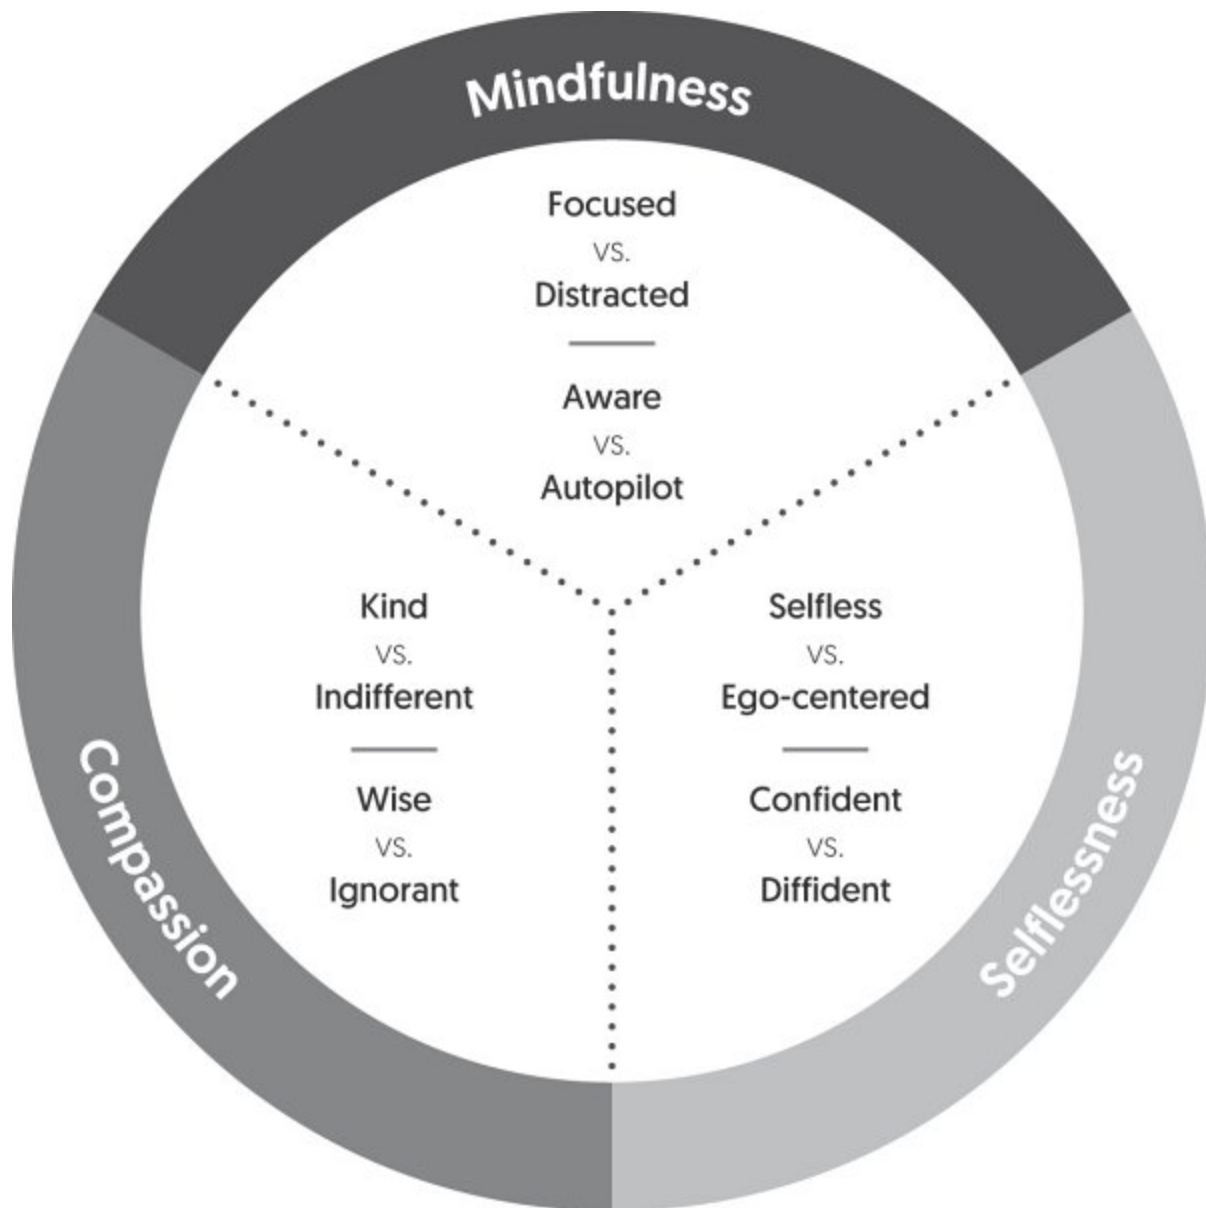 Mindfulness
Focused
vs.
Distracted
Aware
vs.
Autopilot
Kind
vs.
Indifferent
Wise
vs.
Ignorant
Compassion
Selfless
vs.
Ego-centered
Confident
vs.
Diffident
Selflessness